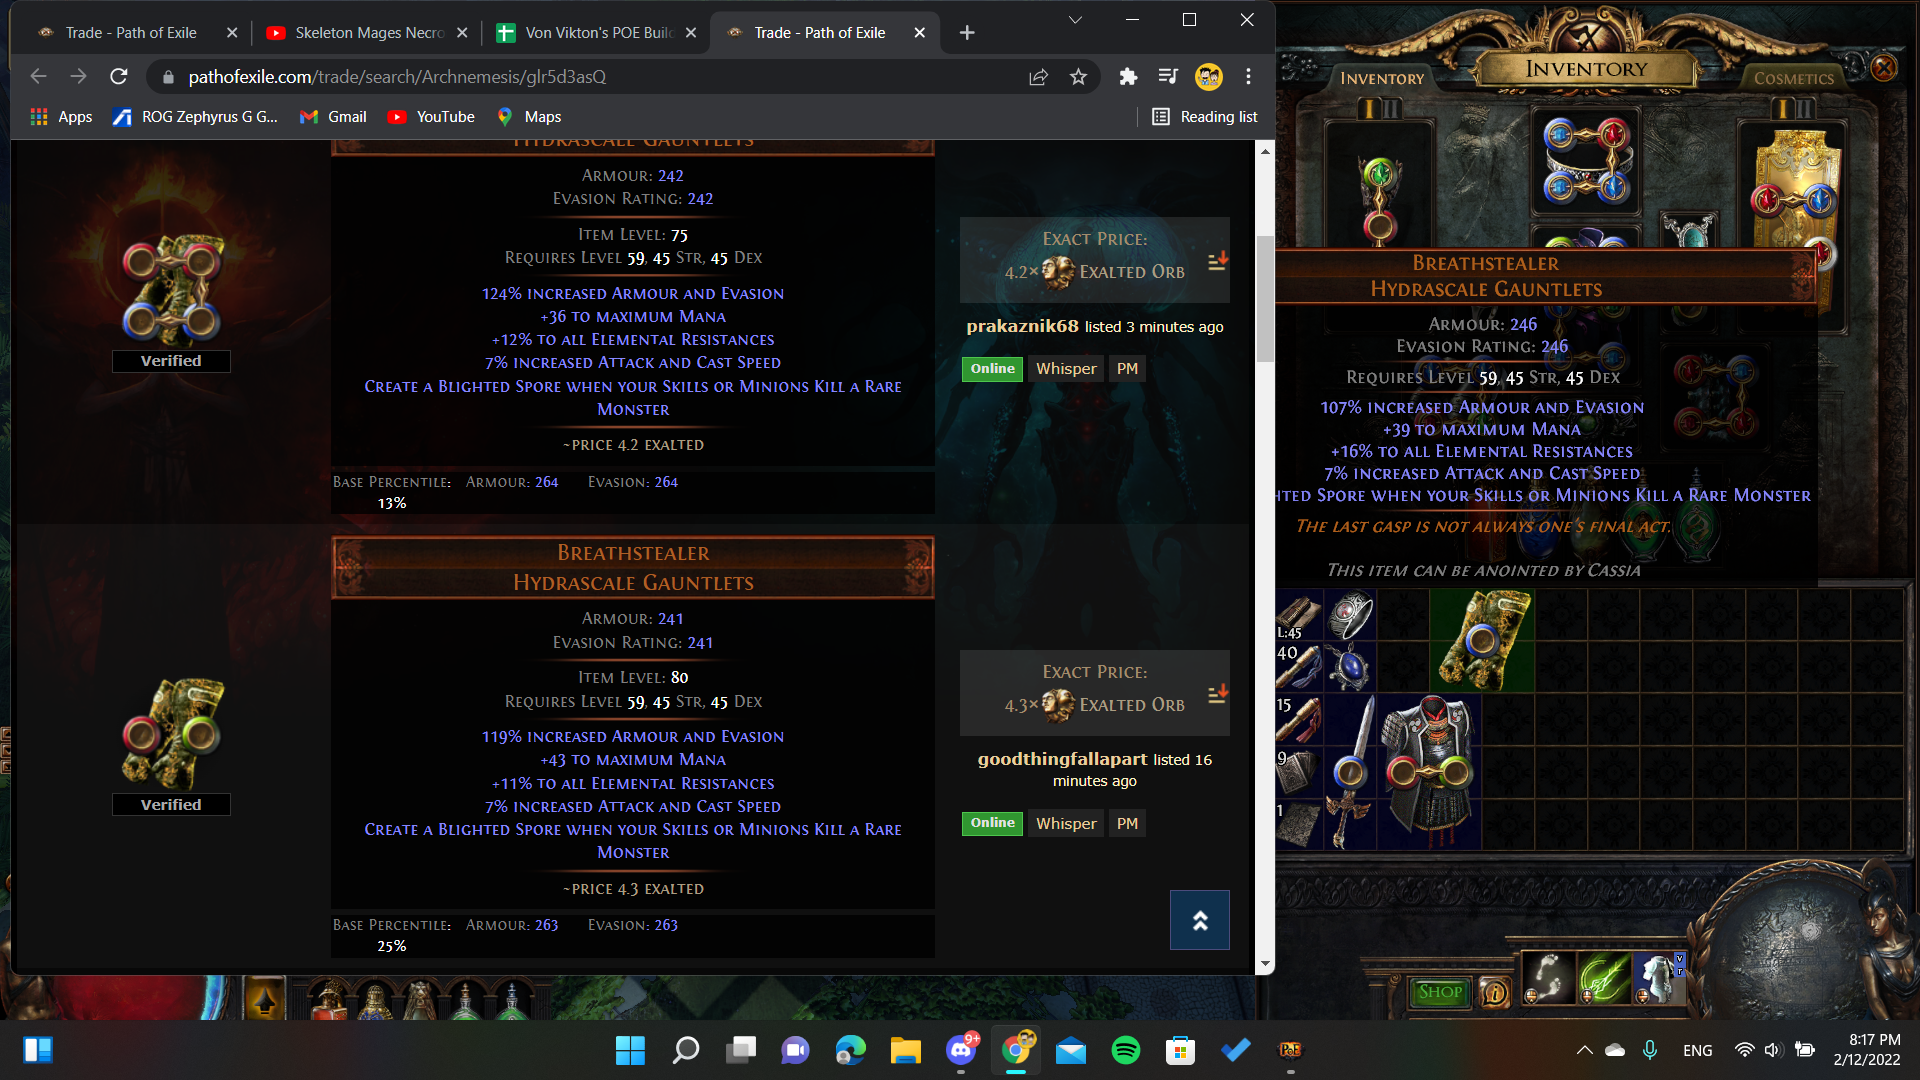 Trade - Path of Exile
Skeleton Mages Necro
Von Vikton's POE Build
Trade - Path of Exile
pathofexile.com/trade/search/Archnemesis/glr5d3asQ
Apps
ROG Zephyrus G G...
Gmail
YouTube
Maps
Reading list
Hydrascale Gauntlets
Armour: 242
Evasion Rating: 242
Item Level: 75
Requires Level 59, 45 Str, 45 Dex
124% increased Armour and Evasion
+36 to maximum Mana
+12% to all Elemental Resistances
7% increased Attack and Cast Speed
Create a Blighted Spore when your Skills or Minions Kill a Rare
Monster
~price 4.2 exalted
Base Percentile: Armour: 264 Evasion: 264
13%
Verified
Exact Price:
4.2× Exalted Orb
prakaznik68 listed 3 minutes ago
Online Whisper PM
Breathstealer
Hydrascale Gauntlets
Armour: 241
Evasion Rating: 241
Item Level: 80
Requires Level 59, 45 Str, 45 Dex
119% increased Armour and Evasion
+43 to maximum Mana
+11% to all Elemental Resistances
7% increased Attack and Cast Speed
Create a Blighted Spore when your Skills or Minions Kill a Rare
Monster
~price 4.3 exalted
Base Percentile: Armour: 263 Evasion: 263
25%
Verified
Exact Price:
4.3× Exalted Orb
goodthingfallapart listed 16
minutes ago
Online Whisper PM
Inventory
Inventory
Cosmetics
I II
I II
Breathstealer
Hydrascale Gauntlets
Armour: 246
Evasion Rating: 246
Requires Level 59, 45 Str, 45 Dex
107% increased Armour and Evasion
+39 to maximum Mana
+16% to all Elemental Resistances
7% increased Attack and Cast Speed
hted Spore when your Skills or Minions Kill a Rare Monster
The last gasp is not always one's final act.
This item can be anointed by Cassia
L:45
40
15
9
1
Shop
V
r
9+
PoE
ENG
8:17 PM
2/12/2022